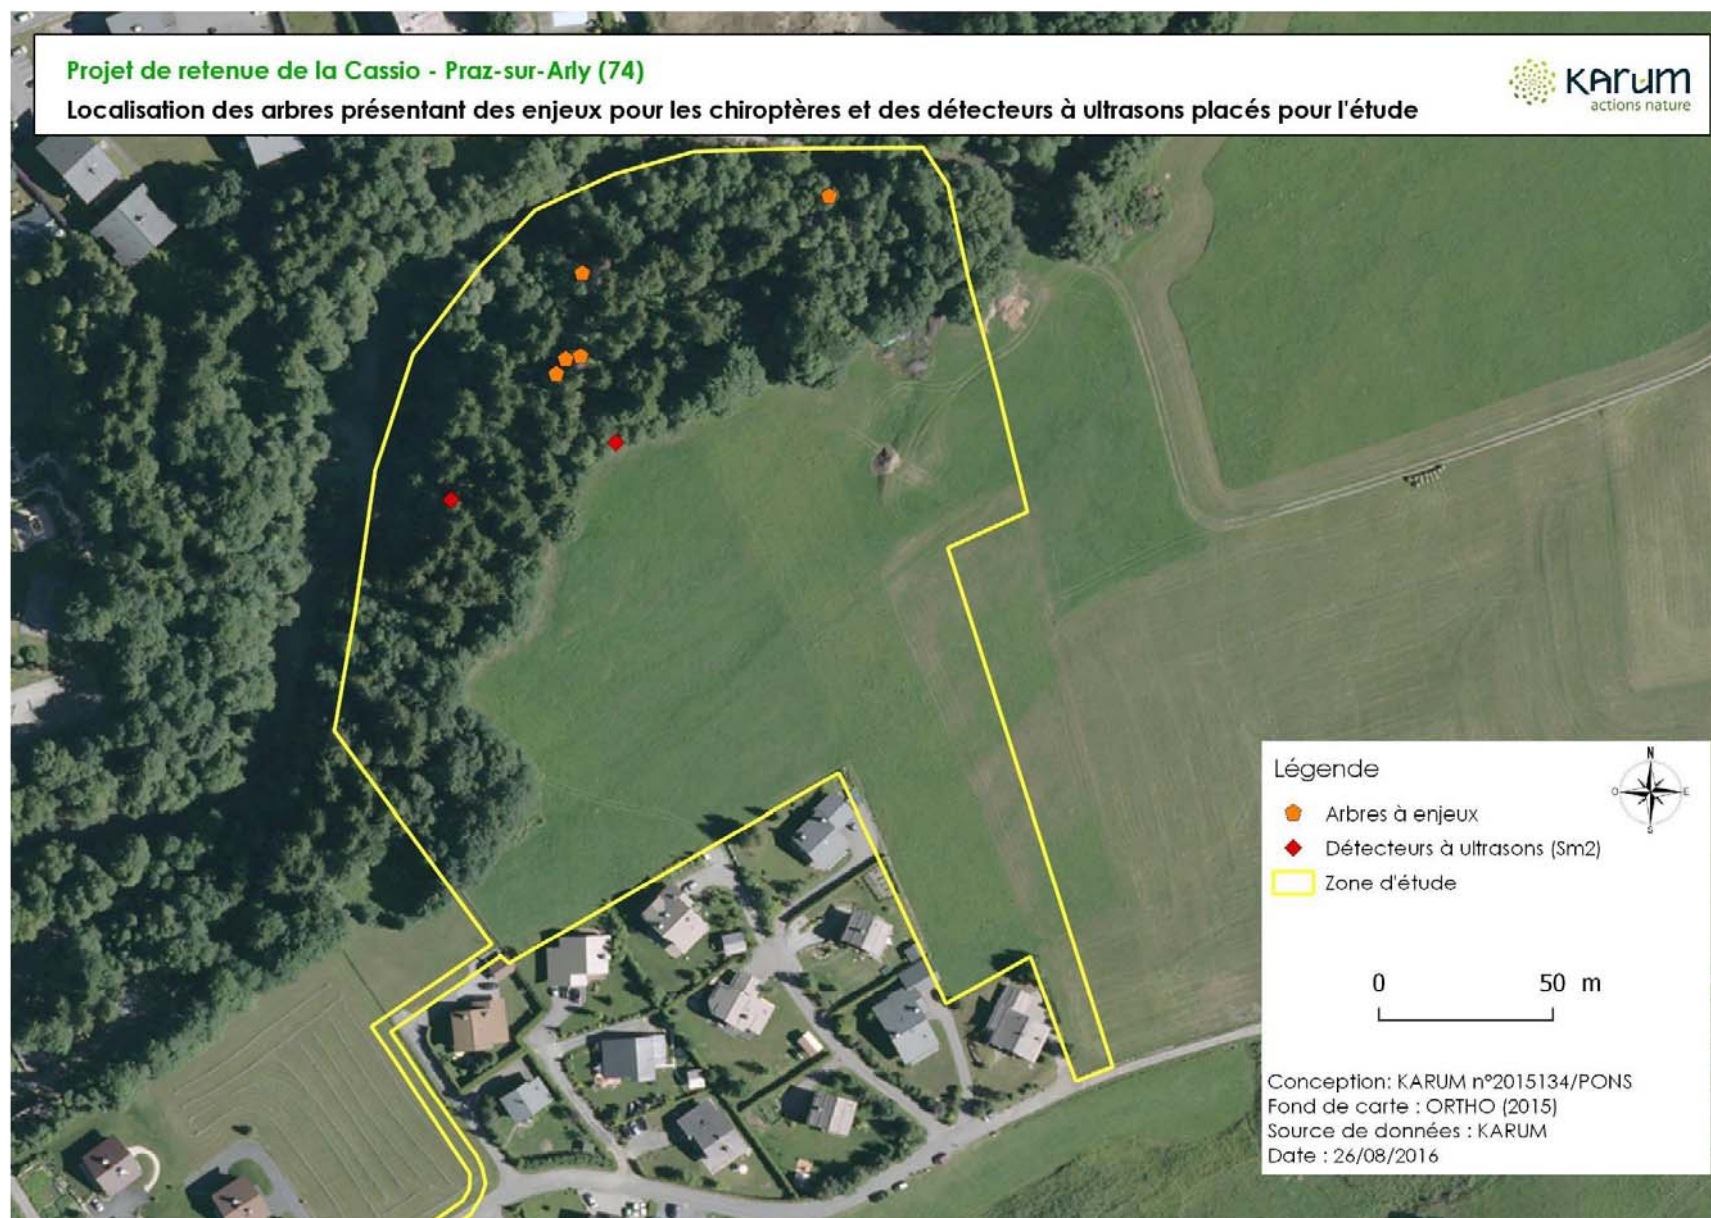 Projet de retenue de la Cassio - Praz-sur-Arly (74)
Localisation des arbres présentant des enjeux pour les chiroptères et des détecteurs à ultrasons placés pour l'étude
KARUM
actions nature
Légende
N
O
E
S
Arbres à enjeux
Détecteurs à ultrasons (Sm2)
Zone d'étude
0 50 m
Conception: KARUM n°2015134/PONS
Fond de carte : ORTHO (2015)
Source de données : KARUM
Date : 26/08/2016